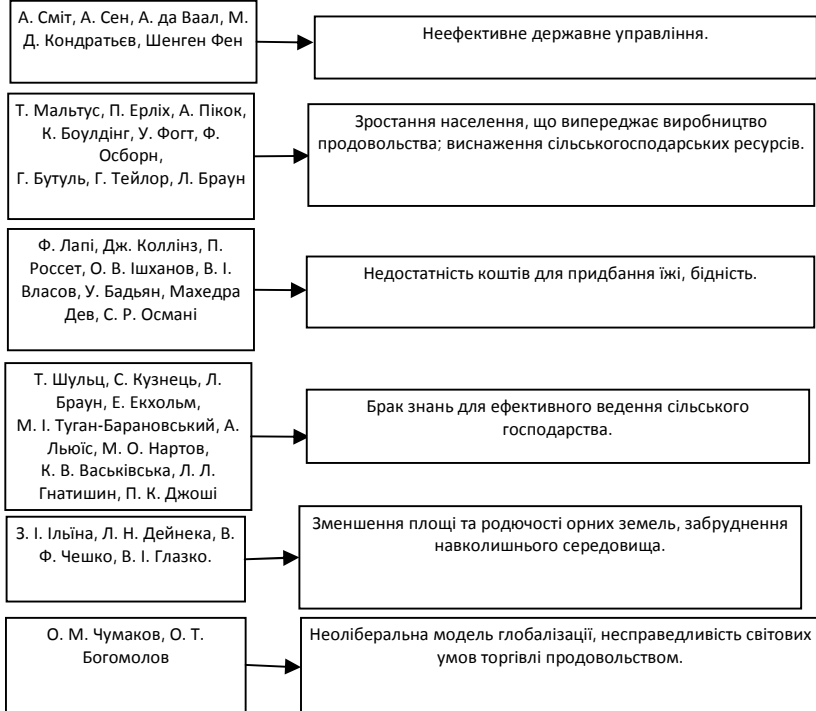 А. Сміт, А. Сен, А. да Ваал, М.
Д. Кондратьєв, Шенген Фен
Неефективне державне управління.
Т. Мальтус, П. Ерліх, А. Пікок,
К. Боулдінг, У. Фогт, Ф.
Осборн,
Г. Бутуль, Г. Тейлор, Л. Браун
Зростання населення, що випереджає виробництво
продовольства; виснаження сільськогосподарських ресурсів.
Ф. Лапі, Дж. Коллінз, П.
Россет, О. В. Ішханов, В. І.
Власов, У. Бадьян, Махедра
Дев, С. Р. Османі
Недостатність коштів для придбання їжі, бідність.
Т. Шульц, С. Кузнець, Л.
Браун, Е. Екхольм,
М. І. Туган-Барановський, А.
Льюїс, М. О. Нартов,
К. В. Васьківська, Л. Л.
Гнатишин, П. К. Джоші
Брак знань для ефективного ведення сільського
господарства.
З. І. Ільїна, Л. Н. Дейнека, В.
Ф. Чешко, В. І. Глазко.
Зменшення площі та родючості орних земель, забруднення
навколишнього середовища.
О. М. Чумаков, О. Т.
Богомолов
Неоліберальна модель глобалізації, несправедливість світових
умов торгівлі продовольством.